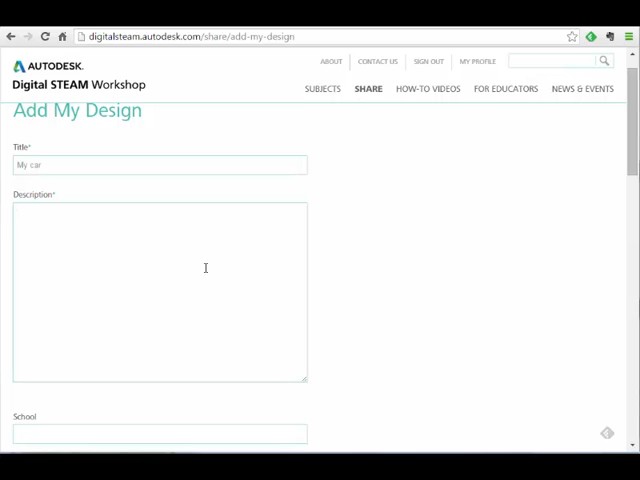 digitalsteam.autodesk.com/share/add-my-design
AUTODESK.
Digital STEAM Workshop
ABOUT CONTACT US SIGN OUT MY PROFILE
SUBJECTS SHARE HOW-TO VIDEOS FOR EDUCATORS NEWS & EVENTS
Add My Design
Title*
My car
Description*
School